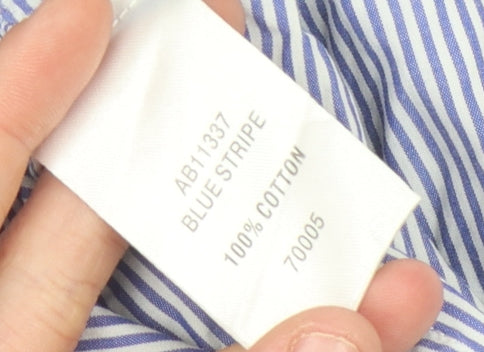 AB11337
BLUE STRIPE
100% COTTON
70005